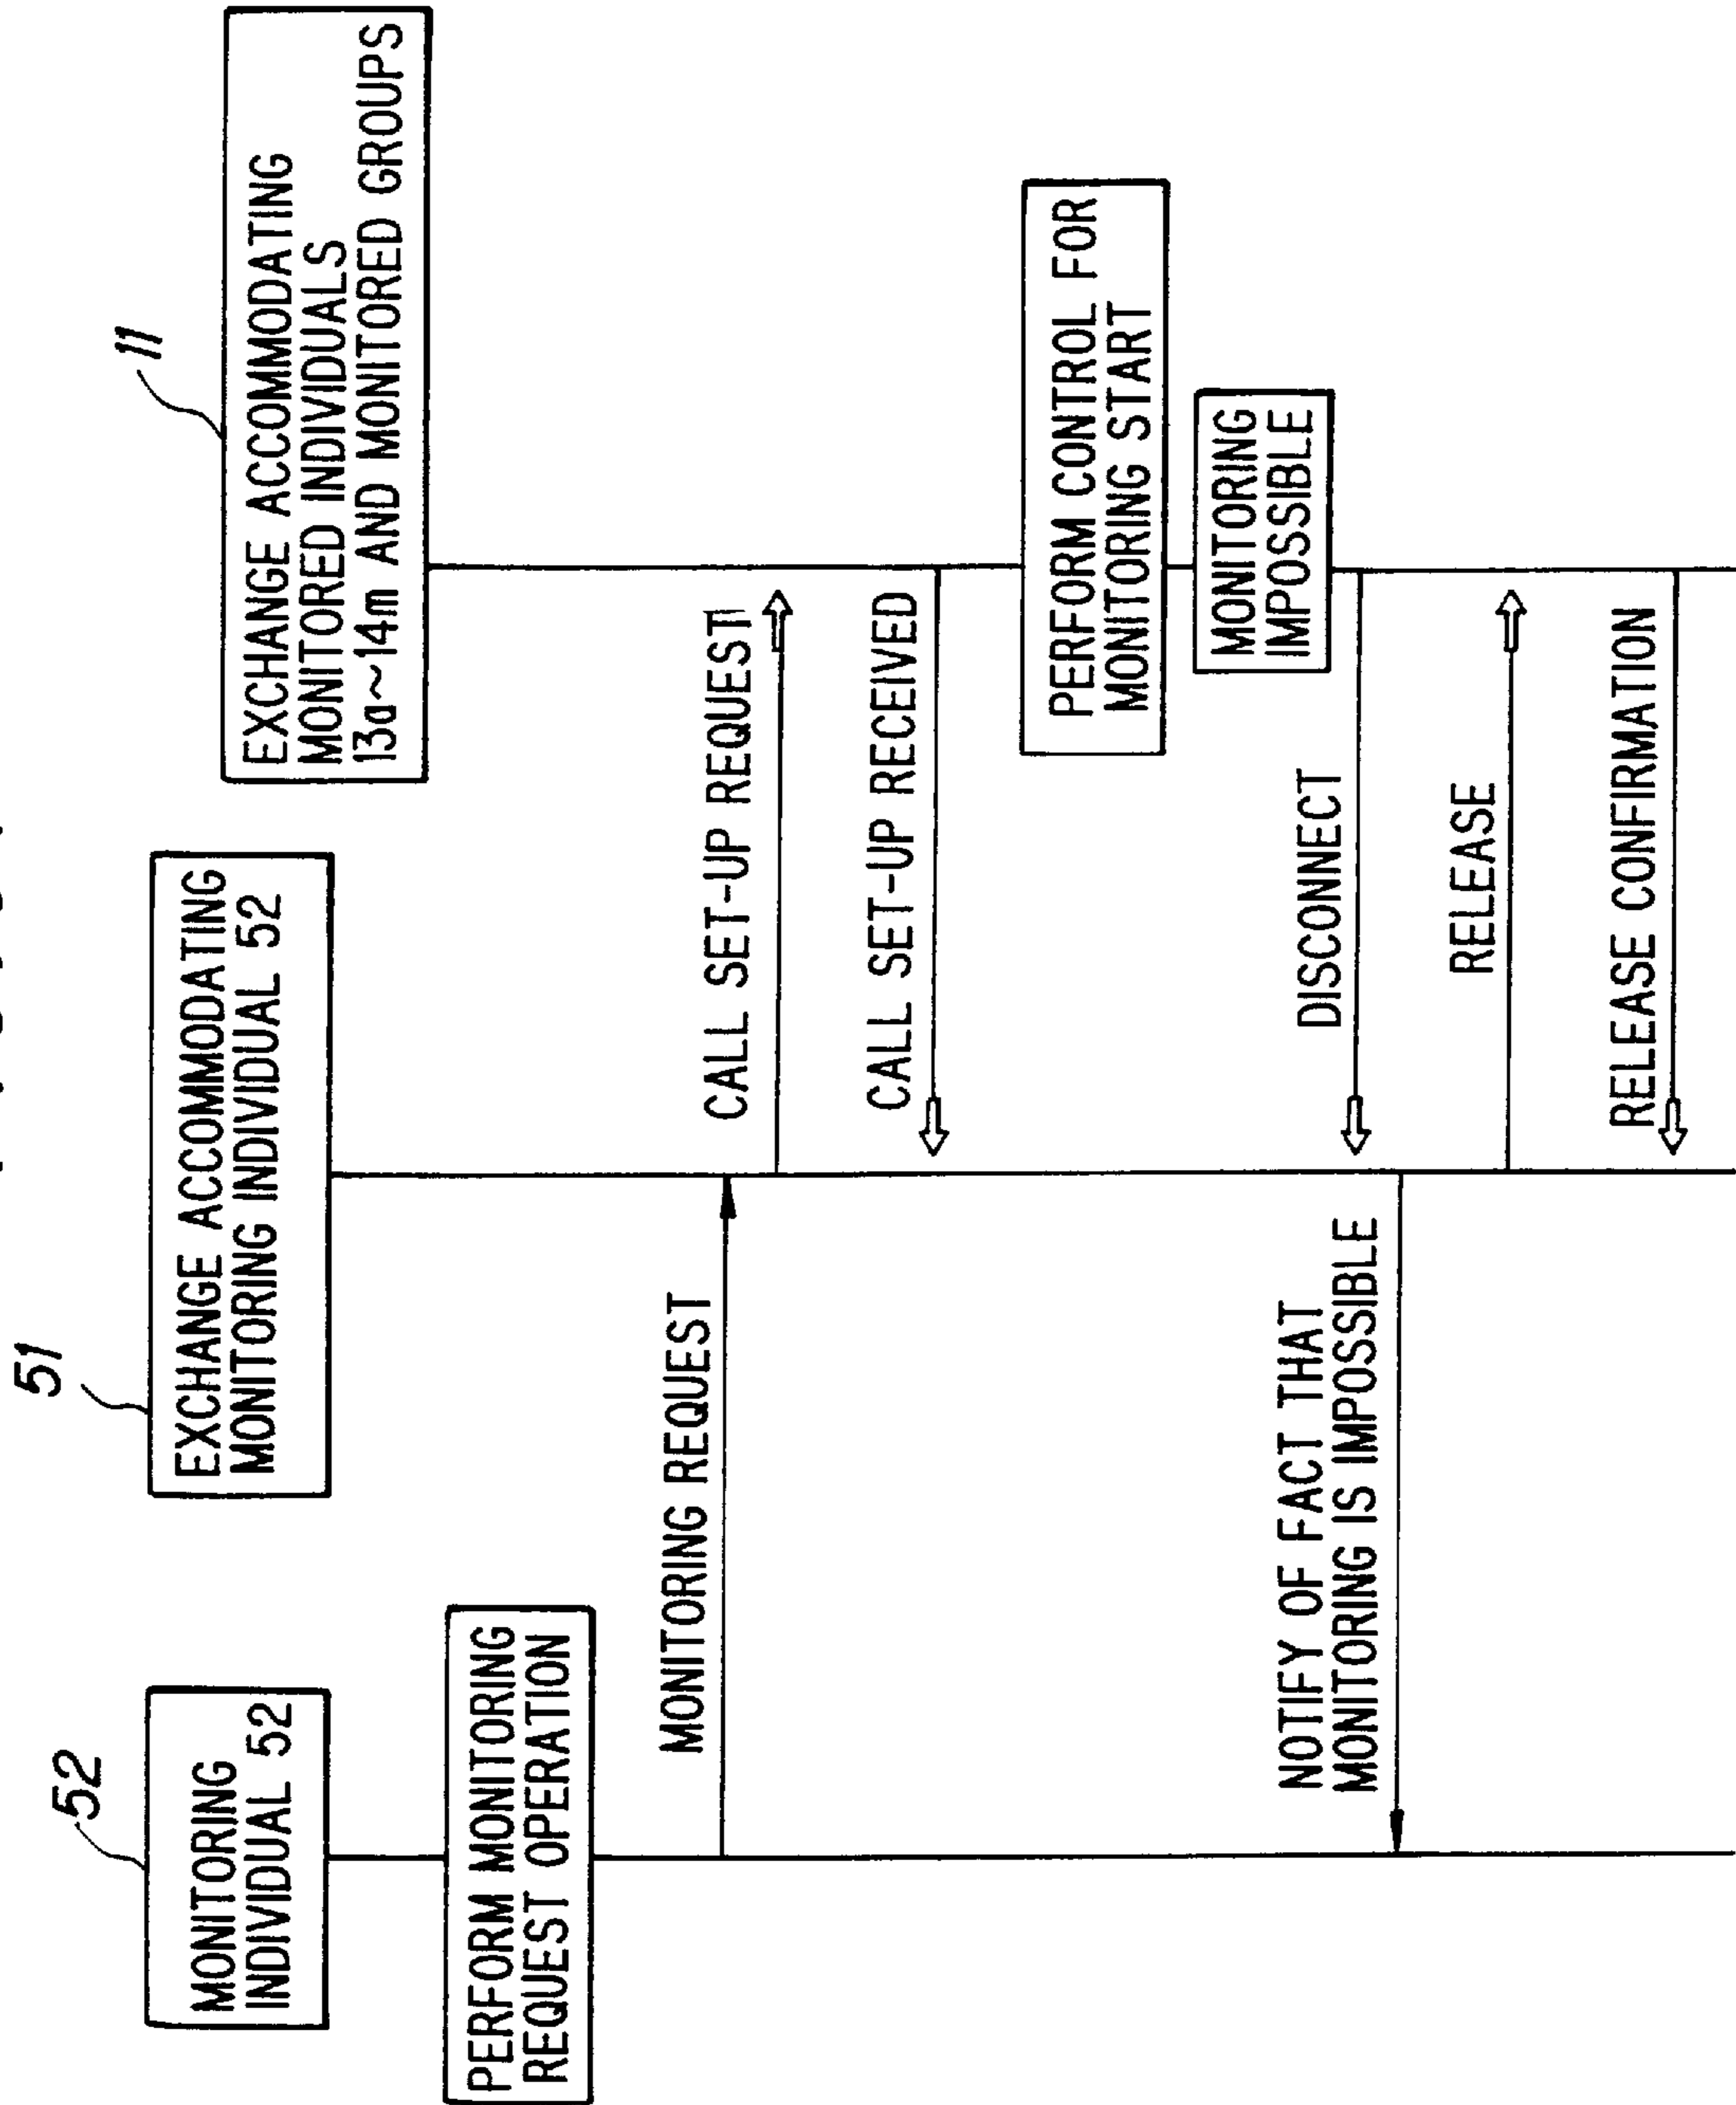 52
MONITORING
INDIVIDUAL 52
51
EXCHANGE ACCOMMODATING
MONITORING INDIVIDUAL 52
11
EXCHANGE ACCOMMODATING
MONITORED INDIVIDUALS
13a~14m AND MONITORED GROUPS
PERFORM MONITORING
REQUEST OPERATION
MONITORING REQUEST
CALL SET-UP REQUEST
CALL SET-UP RECEIVED
PERFORM CONTROL FOR
MONITORING START
MONITORING
IMPOSSIBLE
DISCONNECT
NOTIFY OF FACT THAT
MONITORING IS IMPOSSIBLE
RELEASE
RELEASE CONFIRMATION